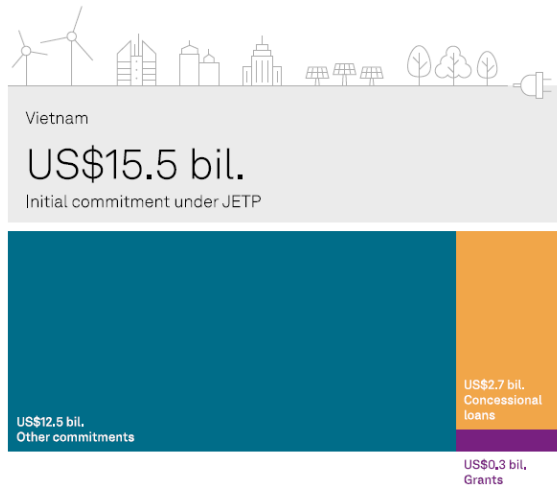 Vietnam
US$15.5 bil.
Initial commitment under JETP
US$12.5 bil.
Other commitments
US$2.7 bil.
Concessional
loans
US$0.3 bil.
Grants